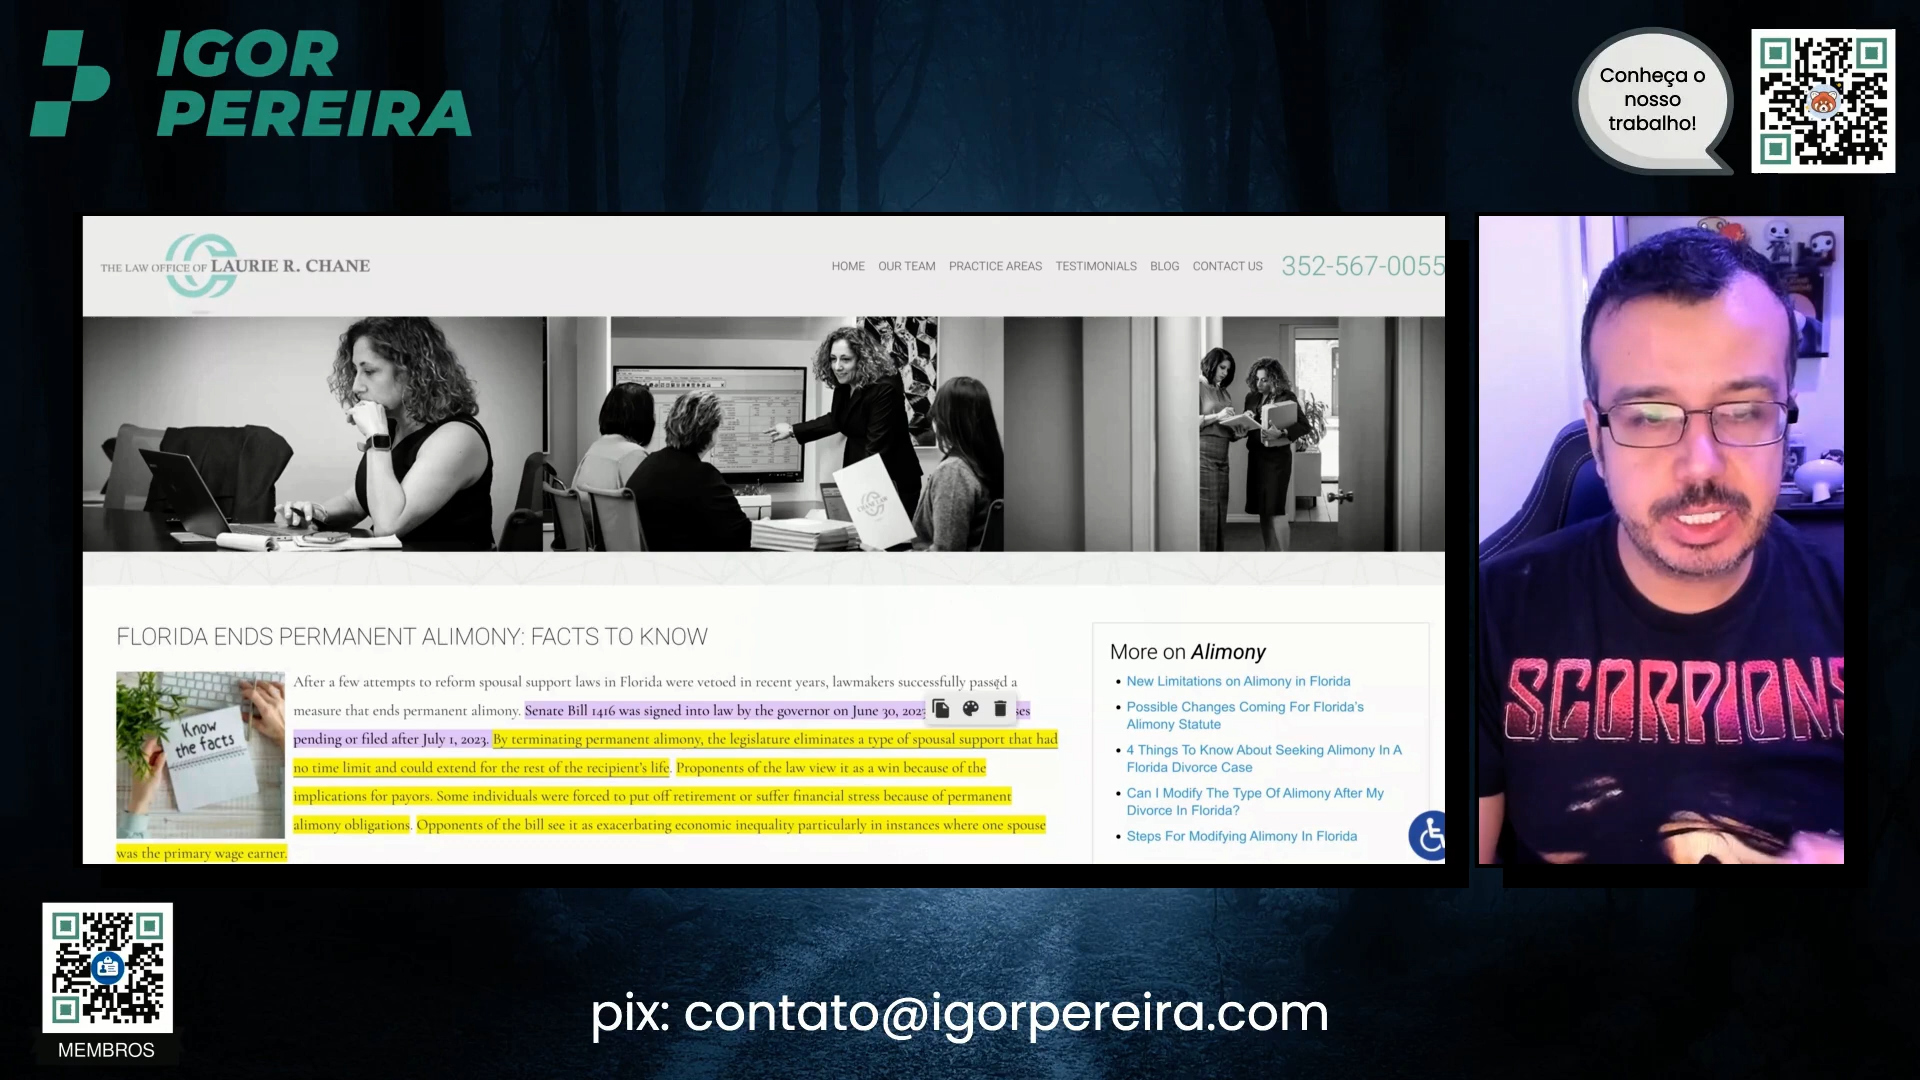 IGOR
PEREIRA
Conheça o
nosso
trabalho!
THE LAW OFFICE OF LAURIE R. CHANE
HOME OUR TEAM PRACTICE AREAS TESTIMONIALS BLOG CONTACT US 352-567-0055
FLORIDA ENDS PERMANENT ALIMONY: FACTS TO KNOW
Know
the facts
After a few attempts to reform spousal support laws in Florida were vetoed in recent years, lawmakers successfully passed a
measure that ends permanent alimony. Senate Bill 1416 was signed into law by the governor on June 30, 202
pending or filed after July 1, 2023. By terminating permanent alimony, the legislature eliminates a type of spousal support that had
no time limit and could extend for the rest of the recipient's life. Proponents of the law view it as a win because of the
implications for payors. Some individuals were forced to put off retirement or suffer financial stress because of permanent
alimony obligations. Opponents of the bill see it as exacerbating economic inequality particularly in instances where one spouse
was the primary wage earner.
More on Alimony
• New Limitations on Alimony in Florida
• Possible Changes Coming For Florida's
Alimony Statute
• 4 Things To Know About Seeking Alimony In A
Florida Divorce Case
• Can I Modify The Type Of Alimony After My
Divorce In Florida?
• Steps For Modifying Alimony In Florida
SCORPIONS
MEMBROS
pix: contato@igorpereira.com